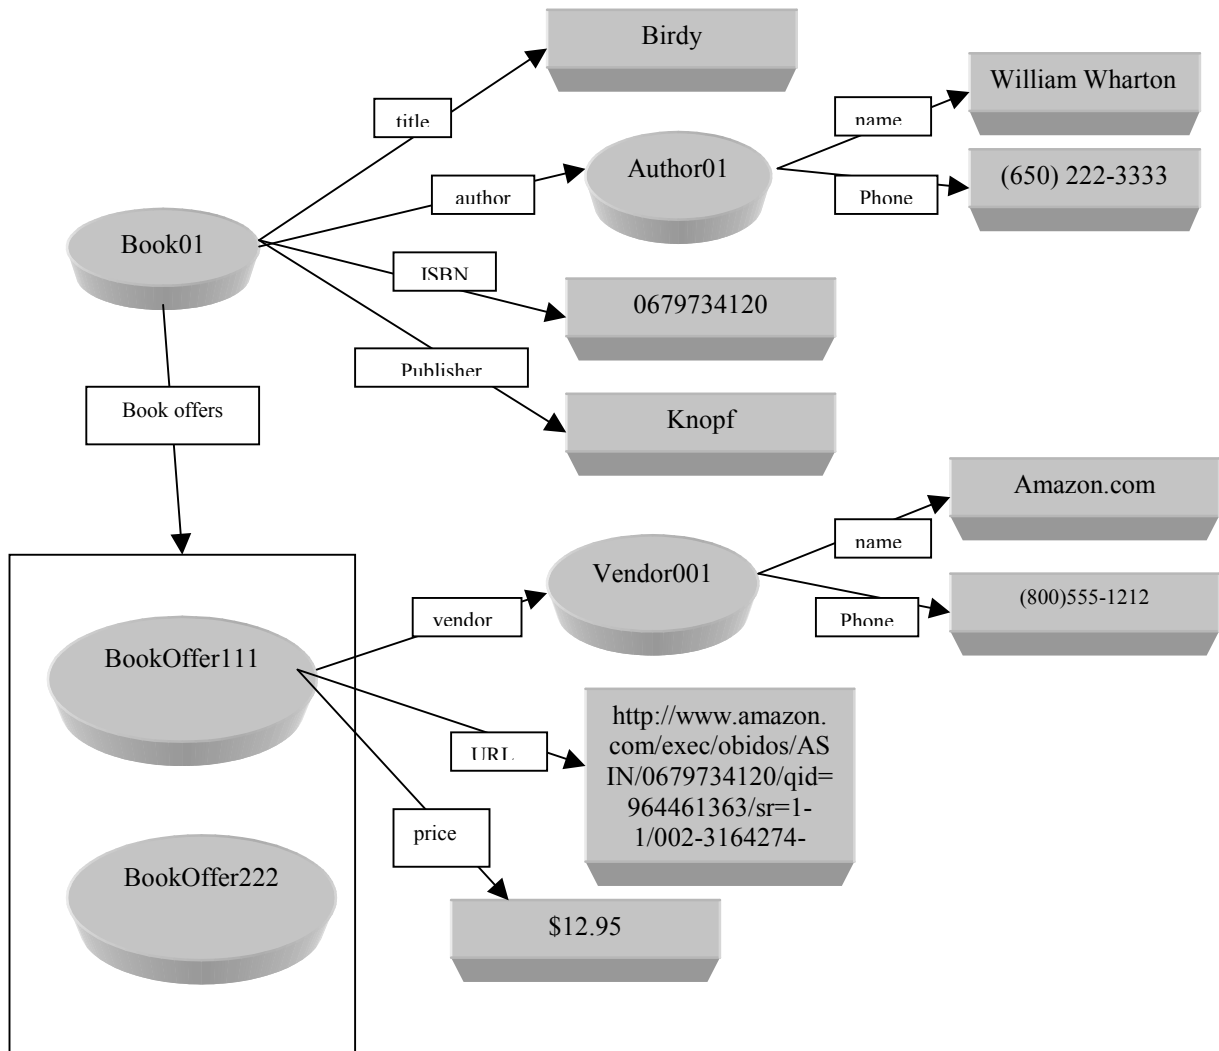 Birdy
William Wharton
title
name
Author01
(650) 222-3333
author
Phone
Book01
ISBN
0679734120
Publisher
Book offers
Knopf
Amazon.com
name
Vendor001
(800)555-1212
vendor
Phone
BookOffer111
http://www.amazon.
com/exec/obidos/AS
IN/0679734120/qid=
964461363/sr=1-
1/002-3164274-
URL
price
BookOffer222
$12.95